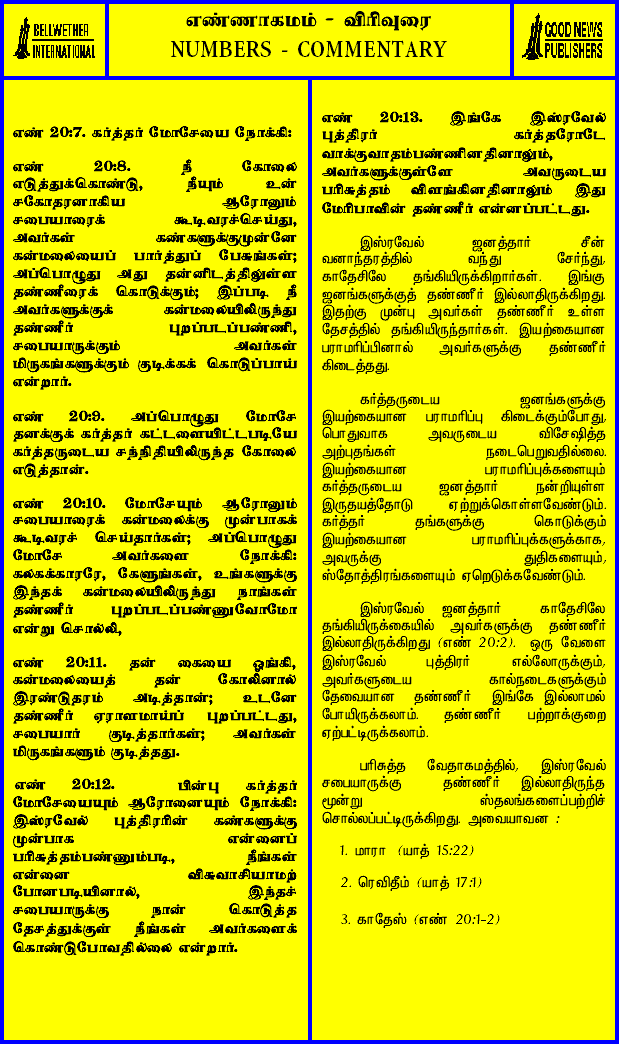 BELLWETHER
INTERNATIONAL
எண்ணாகமம் - விரிவுரை
NUMBERS - COMMENTARY
GOOD NEWS
PUBLISHERS
எண் 20:7. கர்த்தர் மோசேயை நோக்கி:
எண் 20:8. நீ கோலை
எடுத்துக்கொண்டு, நீயும் உன்
சகோதரனாகிய ஆரோனும்
சபையாரைக் கூடிவரச்செய்து,
அவர்கள் கண்களுக்குமுன்னே
கன்மலையைப் பார்த்துப் பேசுங்கள்;
அப்பொழுது அது தன்னிடத்திலுள்ள
தண்ணீரைக் கொடுக்கும்; இப்படி நீ
அவர்களுக்குக் கன்மலையிலிருந்து
தண்ணீர் புறப்படப்பண்ணி,
சபையாருக்கும் அவர்கள்
மிருகங்களுக்கும் குடிக்கக் கொடுப்பாய்
என்றார்.
எண் 20:9. அப்பொழுது மோசே
தனக்குக் கர்த்தர் கட்டளையிட்டபடியே
கர்த்தருடைய சந்நிதியிலிருந்த கோலை
எடுத்தான்.
எண் 20:10. மோசேயும் ஆரோனும்
சபையாரைக் கன்மலைக்கு முன்பாகக்
கூடிவரச் செய்தார்கள்; அப்பொழுது
மோசே அவர்களை நோக்கி:
கலகக்காரரே, கேளுங்கள், உங்களுக்கு
இந்தக் கன்மலையிலிருந்து நாங்கள்
தண்ணீர் புறப்படப்பண்ணுவோமோ
என்று சொல்லி,
எண் 20:11. தன் கையை ஓங்கி,
கன்மலையைத் தன் கோலினால்
இரண்டுதரம் அடித்தான்; உடனே
தண்ணீர் ஏராளமாய்ப் புறப்பட்டது,
சபையார் குடித்தார்கள்; அவர்கள்
மிருகங்களும் குடித்தது.
எண் 20:12. பின்பு கர்த்தர்
மோசேயையும் ஆரோனையும் நோக்கி:
இஸ்ரவேல் புத்திரரின் கண்களுக்கு
முன்பாக என்னைப்
பரிசுத்தம்பண்ணும்படி, நீங்கள்
என்னை விசுவாசியாமற்
போனபடியினால், இந்தச்
சபையாருக்கு நான் கொடுத்த
தேசத்துக்குள் நீங்கள் அவர்களைக்
கொண்டுபோவதில்லை என்றார்.
எண் 20:13. இங்கே இஸ்ரவேல்
புத்திரர் கர்த்தரோடே
வாக்குவாதம்பண்ணினதினாலும்,
அவர்களுக்குள்ளே அவருடைய
பரிசுத்தம் விளங்கினதினாலும் இது
மேரிபாவின் தண்ணீர் என்னப்பட்டது.
இஸ்ரவேல் ஜனத்தார் சீன்
வனாந்தரத்தில் வந்து சேர்ந்து,
காதேசிலே தங்கியிருக்கிறார்கள். இங்கு
ஜனங்களுக்குத் தண்ணீர் இல்லாதிருக்கிறது.
இதற்கு முன்பு அவர்கள் தண்ணீர் உள்ள
தேசத்தில் தங்கியிருந்தார்கள். இயற்கையான
பராமரிப்பினால் அவர்களுக்கு தண்ணீர்
கிடைத்தது.
கர்த்தருடைய ஜனங்களுக்கு
இயற்கையான பராமரிப்பு கிடைக்கும்போது,
பொதுவாக அவருடைய விசேஷித்த
அற்புதங்கள் நடைபெறுவதில்லை.
இயற்கையான பராமரிப்புக்களையும்
கர்த்தருடைய ஜனத்தார் நன்றியுள்ள
இருதயத்தோடு ஏற்றுக்கொள்ளவேண்டும்.
கர்த்தர் தங்களுக்கு கொடுக்கும்
இயற்கையான பராமரிப்புக்களுக்காக,
அவருக்கு துதிகளையும்,
ஸ்தோத்திரங்களையும் ஏறெடுக்கவேண்டும்.
இஸ்ரவேல் ஜனத்தார் காதேசிலே
தங்கியிருக்கையில் அவர்களுக்கு தண்ணீர்
இல்லாதிருக்கிறது (எண் 20:2). ஒரு வேளை
இஸ்ரவேல் புத்திரர் எல்லோருக்கும்,
அவர்களுடைய கால்நடைகளுக்கும்
தேவையான தண்ணீர் இங்கே இல்லாமல்
போயிருக்கலாம். தண்ணீர் பற்றாக்குறை
ஏற்பட்டிருக்கலாம்.
பரிசுத்த வேதாகமத்தில், இஸ்ரவேல்
சபையாருக்கு தண்ணீர் இல்லாதிருந்த
மூன்று ஸ்தலங்களைப்பற்றிச்
சொல்லப்பட்டிருக்கிறது. அவையாவன :
1. மாரா (யாத் 15:22)
2. ரெவிதீம் (யாத் 17:1)
3. காதேஸ் (எண் 20:1-2)